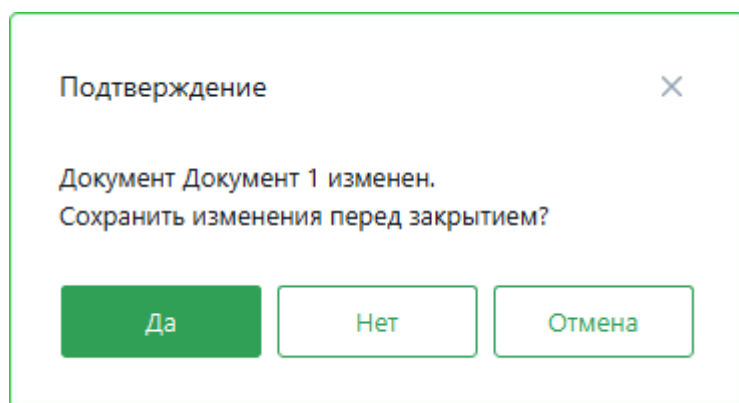 Подтверждение
Документ Документ 1 изменен.
Сохранить изменения перед закрытием?
Да
Нет
Отмена